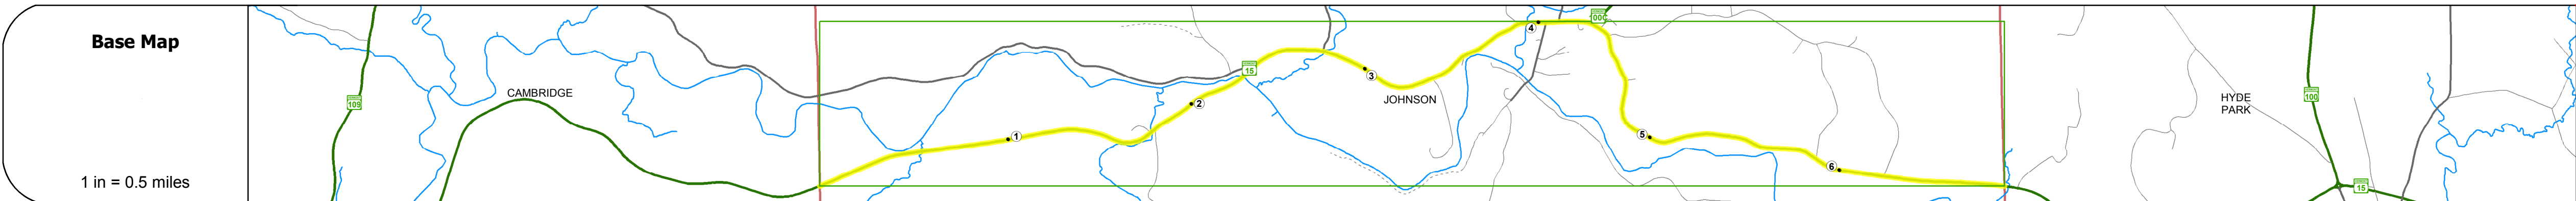 Base Map
1 in = 0.5 miles
109
CAMBRIDGE
1
2
15
3
JOHNSON
4
100C
5
6
HYDE
PARK
100
15